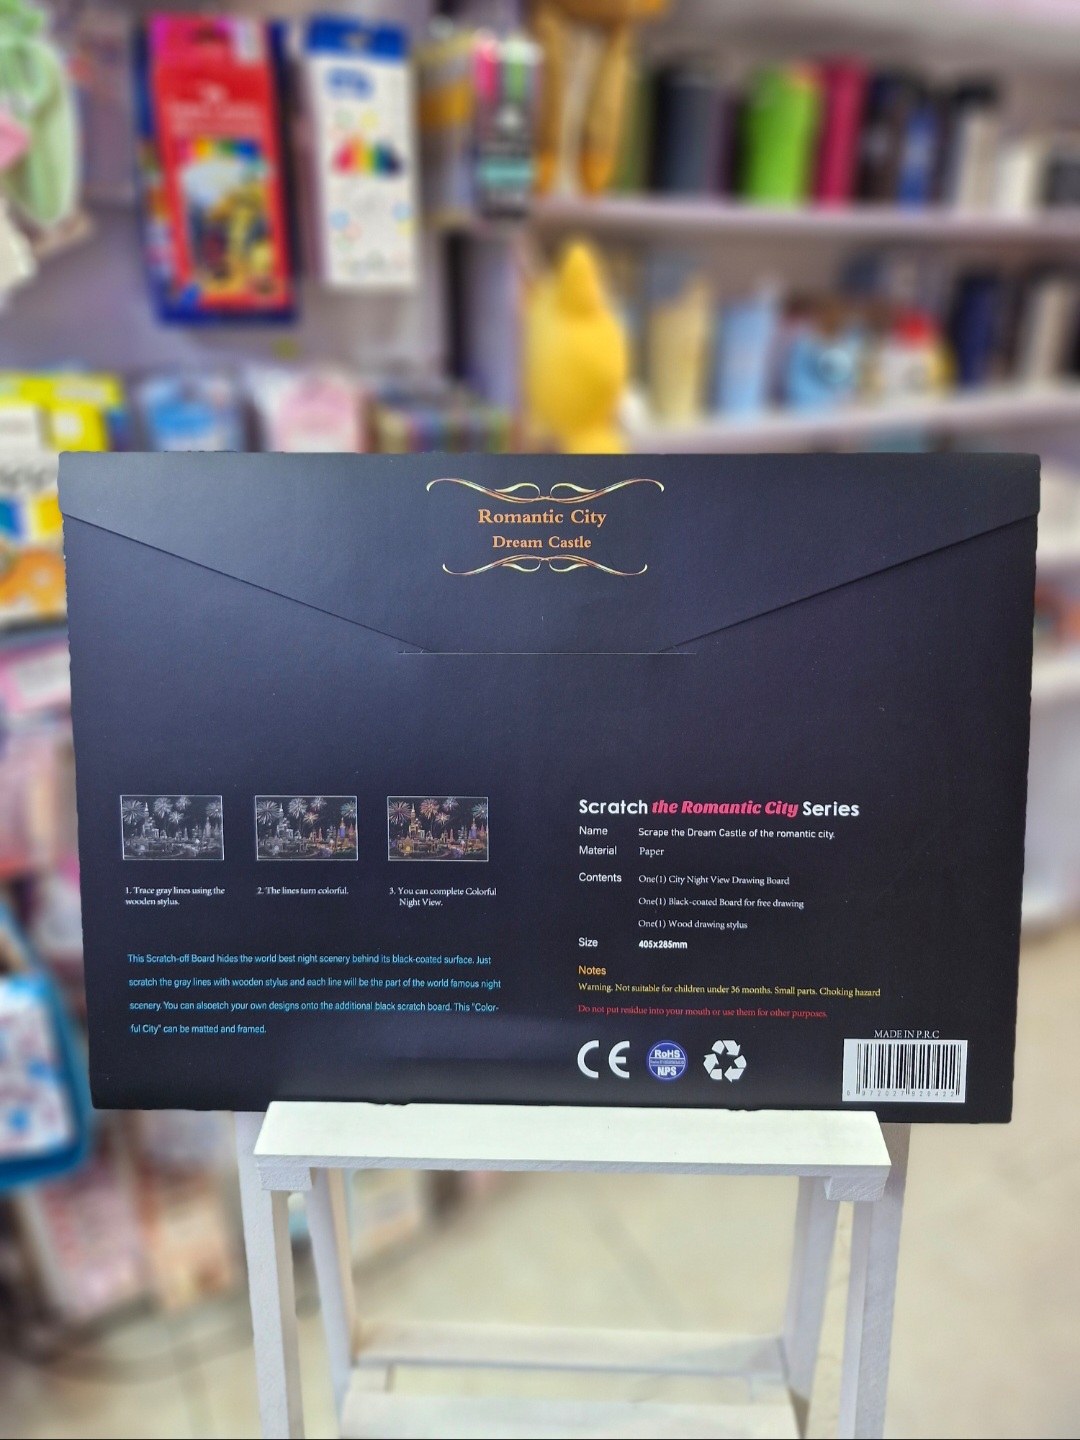 Romantic City
Dream Castle
1. Trace gray lines using the
wooden stylus.
2. The lines turn colorful.
3. You can complete Colorful
Night View.
This Scratch-off Board hides the world best night scenery behind its black-coated surface. Just
scratch the gray lines with wooden stylus and each line will be the part of the world famous night
scenery. You can alsoetch your own designs onto the additional black scratch board. This "Color-
ful City" can be matted and framed.
Scratch the Romantic City Series
Name Scrape the Dream Castle of the romantic city.
Material Paper
Contents One(1) City Night View Drawing Board
One(1) Black-coated Board for free drawing
One(1) Wood drawing stylus
Size 405x285mm
Notes
Warning. Not suitable for children under 36 months. Small parts. Choking hazard
Do not put residue into your mouth or use them for other purposes.
CE
RoHS
NPS
MADE IN P.R.C